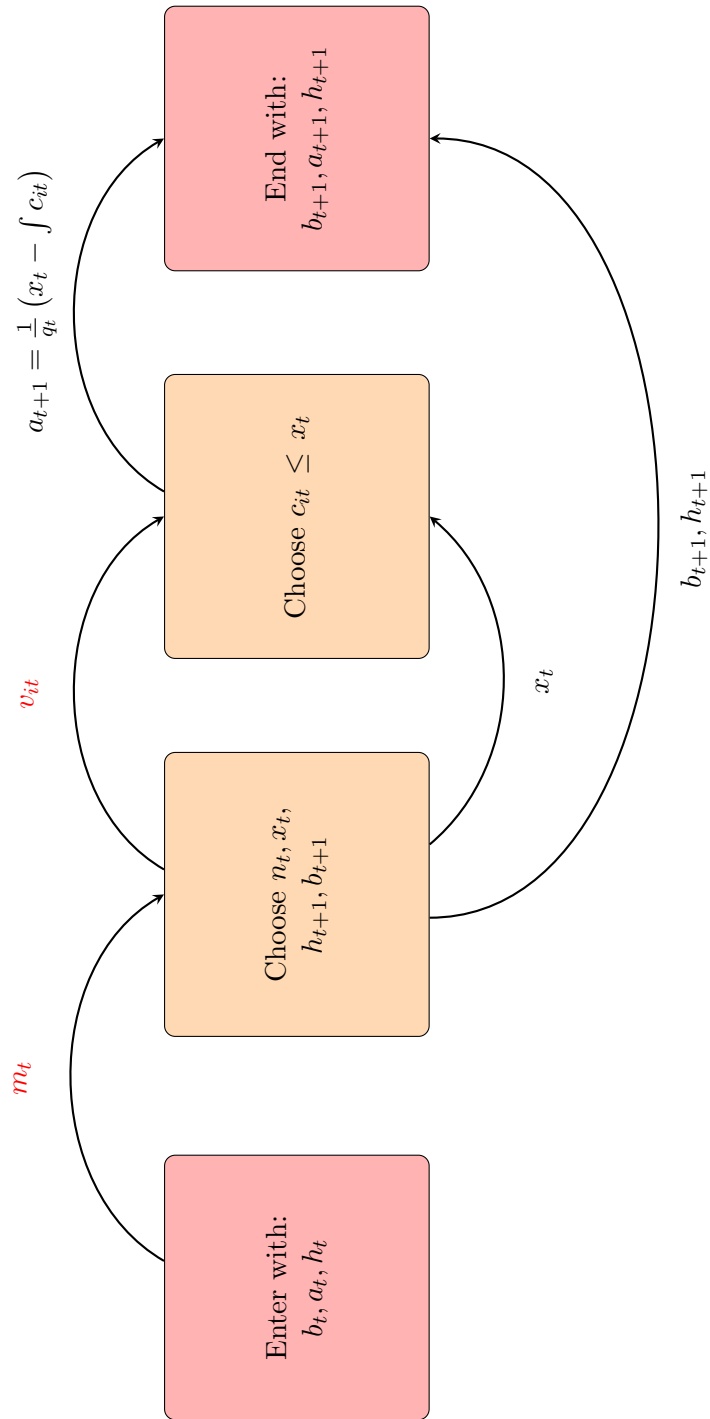 m_t
v_{it}
a_{t+1} = \frac{1}{q_t} (x_t − ∫ c_{it})
Enter with:
b_t, a_t, h_t
Choose n_t, x_t,
h_{t+1}, b_{t+1}
Choose c_{it} ≤ x_t
End with:
b_{t+1}, a_{t+1}, h_{t+1}
x_t
b_{t+1}, h_{t+1}